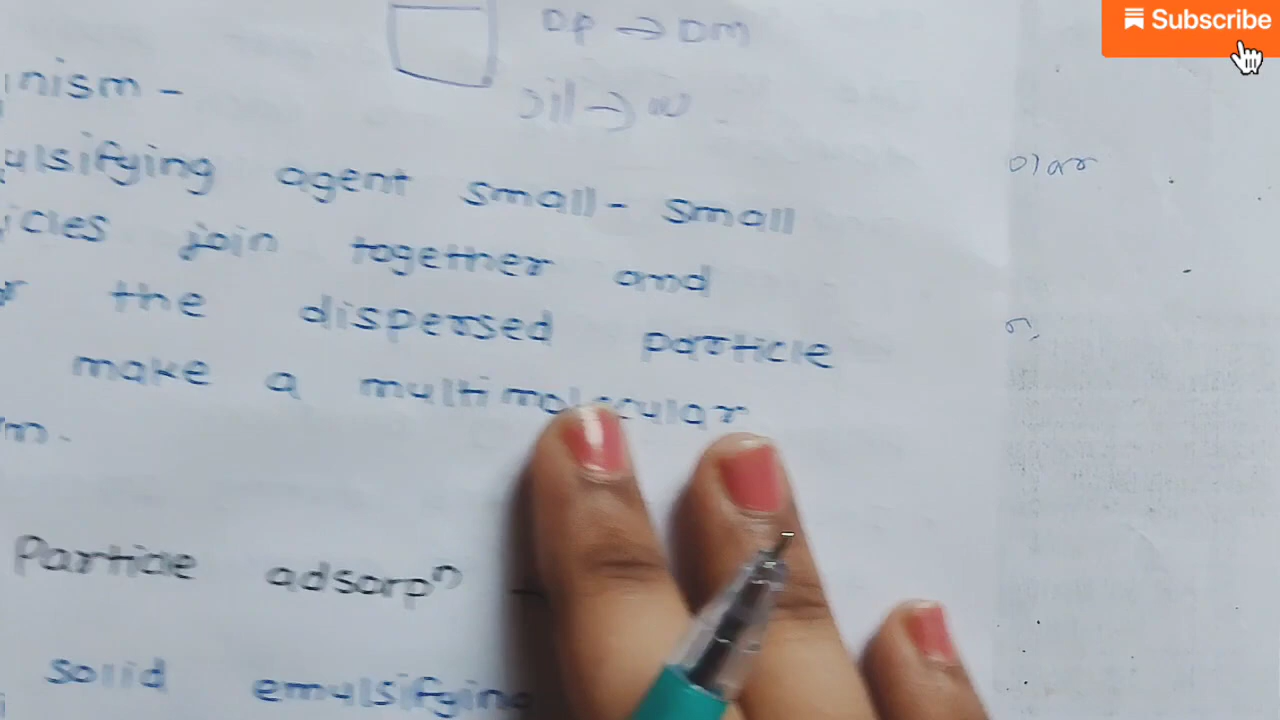 Subscribe
DP → DM
oil → w
nism -
ulsifying agent small- small
icles join together and
r the dispersed particle
make a multimolecular
m.
Particle adsorpⁿ -
solid emulsifying